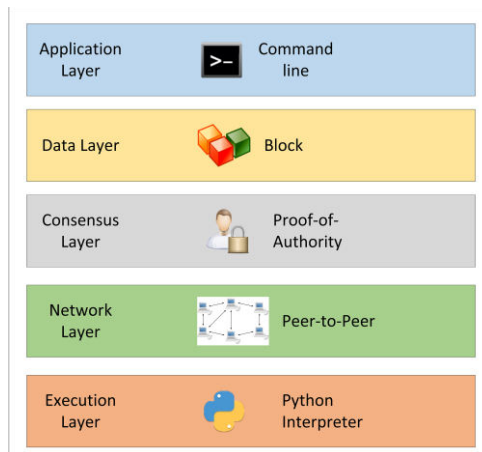 Application
Layer
>-
Command
line
Data Layer
Block
Consensus
Layer
Proof-of-
Authority
Network
Layer
Peer-to-Peer
Execution
Layer
Python
Interpreter